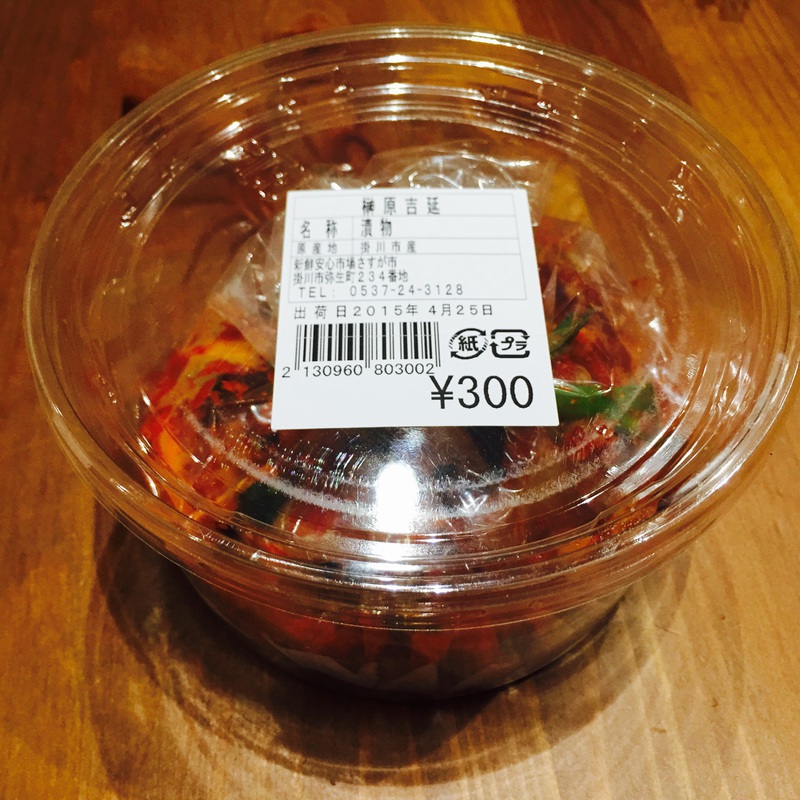 榊原吉延
名称 漬物
原産地 掛川市産
新鮮安心市場さすが市
掛川市弥生町234番地
TEL: 0537-24-3128
出荷日2015年 4月25日
紙 プラ
2 130960 803002
¥300